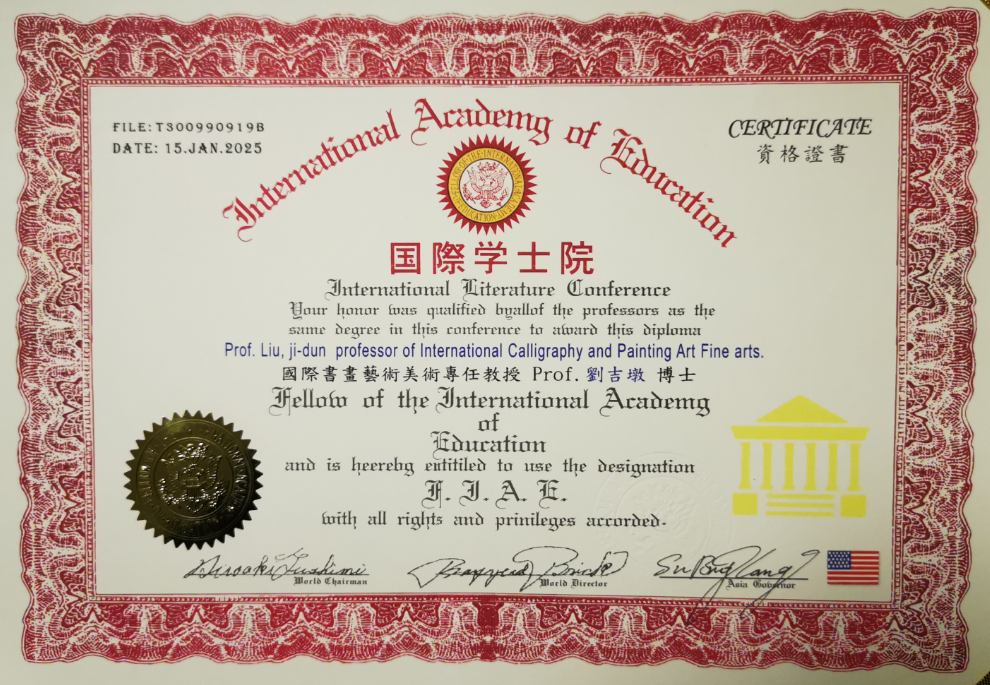 FILE: T300990919B
DATE: 15.JAN.2025
CERTIFICATE
資格證書
International Academg of Education
国際学士院
International Literature Conference
Your honor was qualified byallof the professors as the
same degree in this conference to award this diploma
Prof. Liu, ji-dun professor of International Calligraphy and Painting Art Fine arts.
國際書畫藝術美術專任教授 Prof. 劉吉墩 博士
Fellow of the International Academg
of
Education
and is heerebg eutitiled to use the designation
F. I. A. E.
with all rights and prinileges accorded.
World Chairman
World Director
Asia Governor